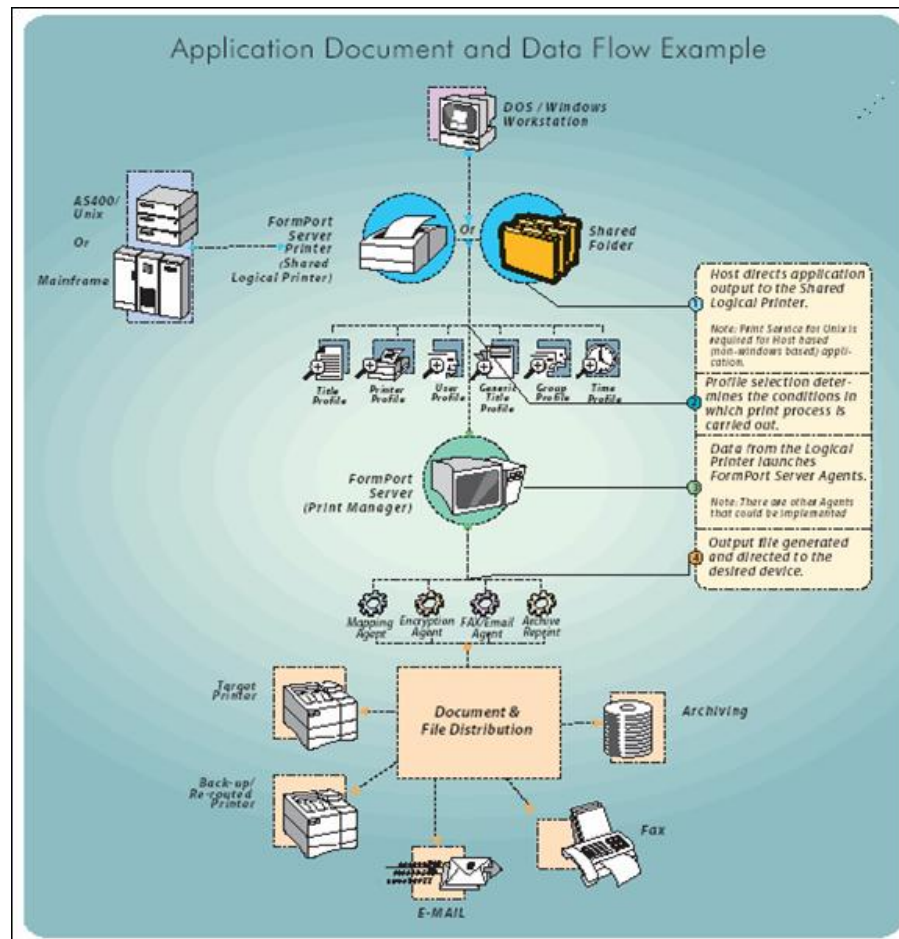 Application Document and Data Flow Example
DOS / Windows
Workstation
AS400/
Unix
Or
Mainframe
FormPort
Server
Printer
(Shared
Logical Printer)
Or
Shared
Folder
1
Host directs application
output to the Shared
Logical Printer.
Note: Print Service for Unix is
required for Host based
(non-windows based) appli-
cation.
Title
Profile
Printer
Profile
User
Profile
Generic
Title
Profile
Group
Profile
Time
Profile
2
Profile selection deter-
mines the conditions in
which print process is
carried out.
FormPort
Server
(Print Manager)
3
Data from the Logical
Printer launches
FormPort Server Agents.
Note: There are other Agents
that could be implemented
4
Output file generated
and directed to the
desired device.
Mapping
Agent
Encryption
Agent
FAX/Email
Agent
Archive
Reprint
Target
Printer
Document &
File Distribution
Archiving
Back-up/
Re-routed
Printer
Fax
E-MAIL